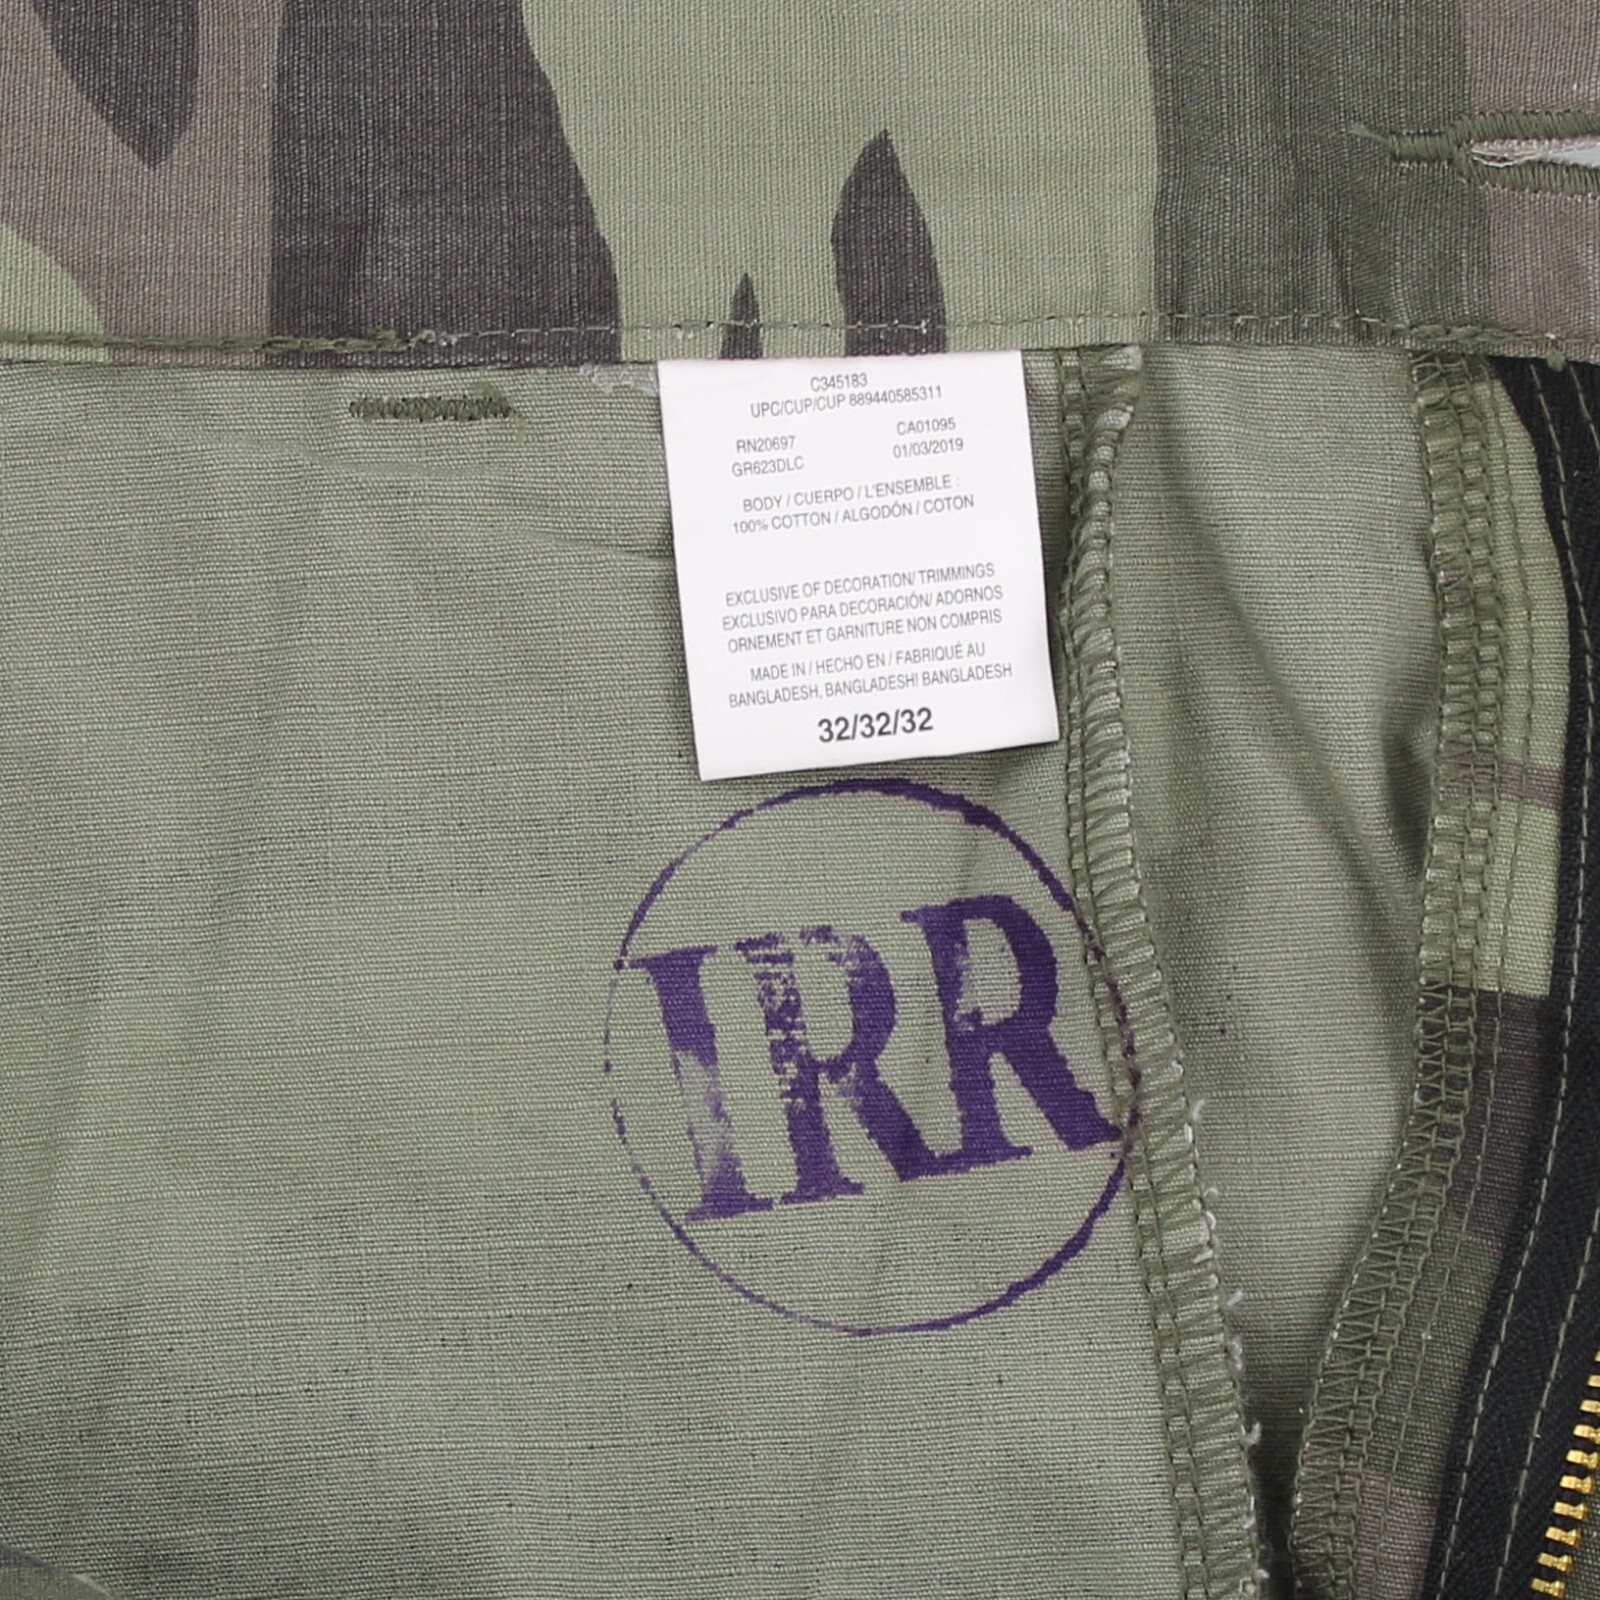 C345183
UPC/CUP/CUP 889440585311
RN20697 CA01095
GR623DLC 01/03/2019
BODY / CUERPO / L'ENSEMBLE :
100% COTTON / ALGODÓN / COTON
EXCLUSIVE OF DECORATION/ TRIMMINGS
EXCLUSIVO PARA DECORACIÓN/ ADORNOS
ORNEMENT ET GARNITURE NON COMPRIS
MADE IN / HECHO EN / FABRIQUÉ AU
BANGLADESH, BANGLADESH/ BANGLADESH
32/32/32
IRR